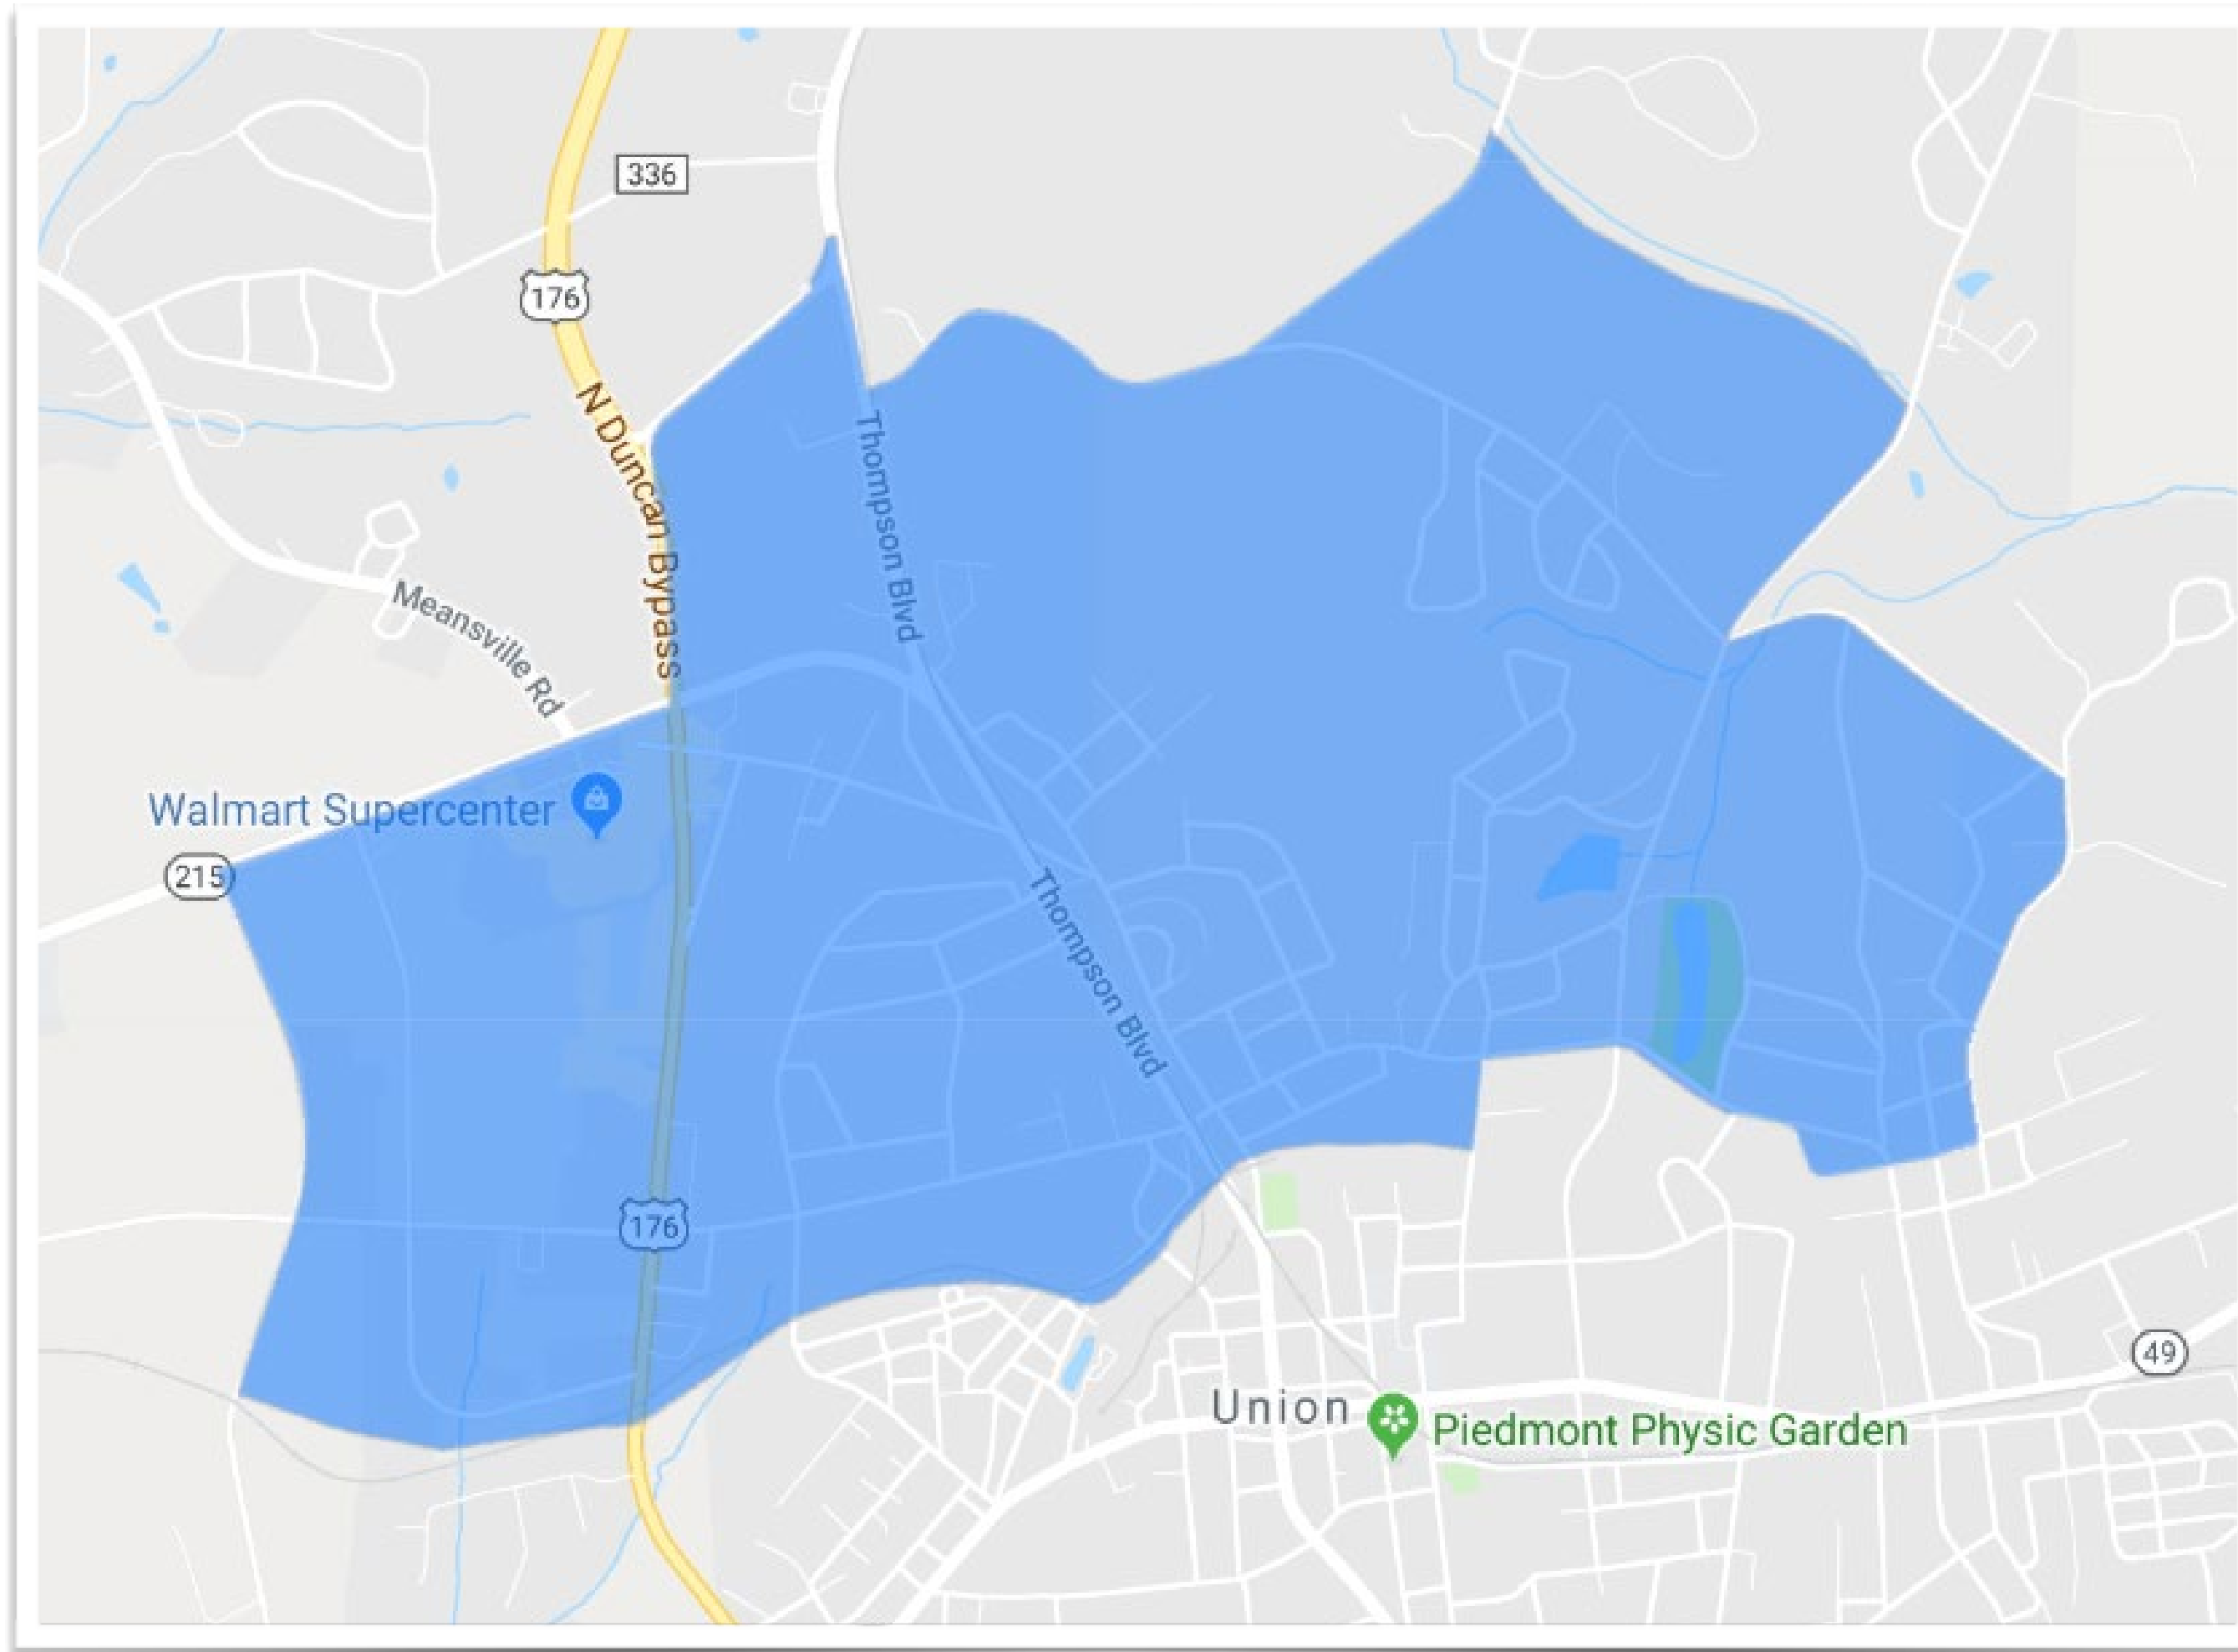 336
176
N Duncan Bypass
Thompson Blvd
Meansville Rd
Walmart Supercenter
215
Thompson Blvd
176
49
Union
Piedmont Physic Garden